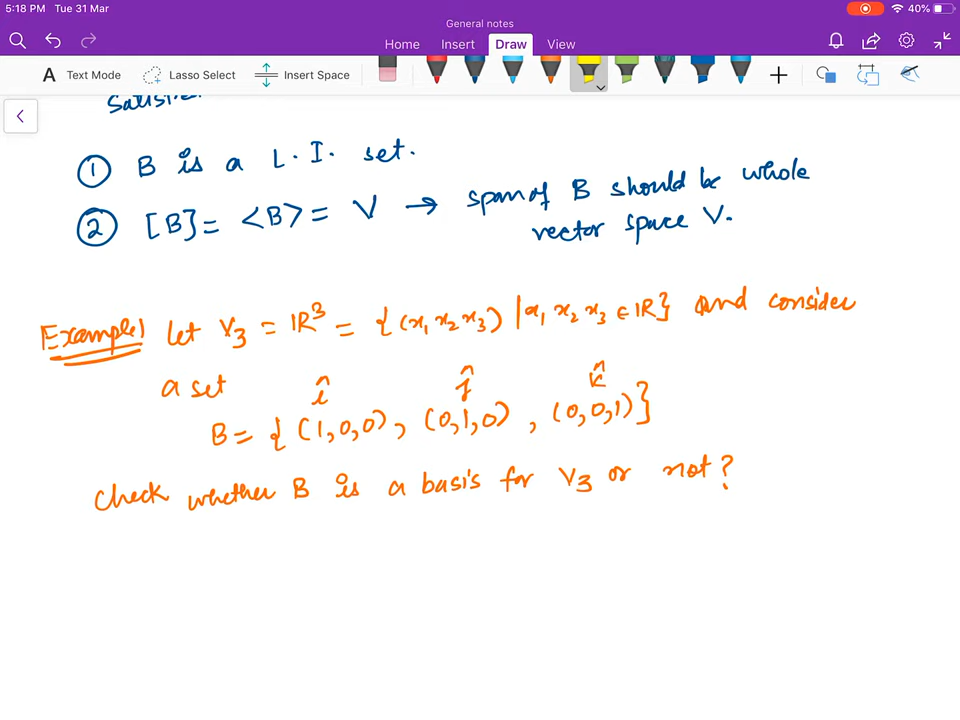 5:18 PM Tue 31 Mar
40%
General notes
Home Insert Draw View
A Text Mode Lasso Select Insert Space
① B is a L.I. set.
② [B] = <B> = V → span of B should be whole
vector space V.
Example) Let V₃ = IR³ = {(x₁ x₂ x₃) | x₁ x₂ x₃ ∈ IR} and consider
a set
î ĵ k̂
B = {(1,0,0), (0,1,0), (0,0,1)}
Check whether B is a basis for V₃ or not?